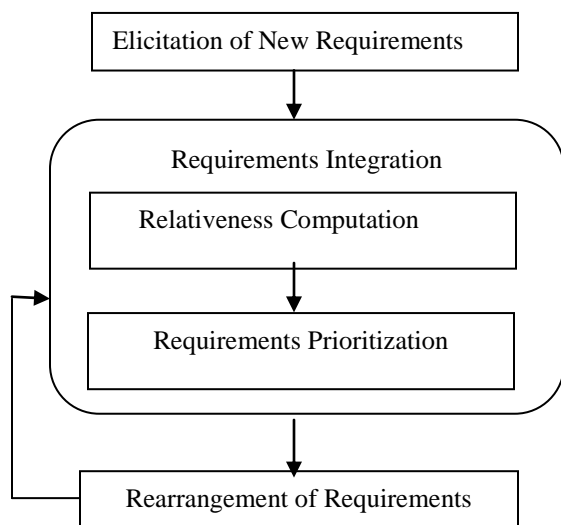 Elicitation of New Requirements
Requirements Integration
Relativeness Computation
Requirements Prioritization
Rearrangement of Requirements